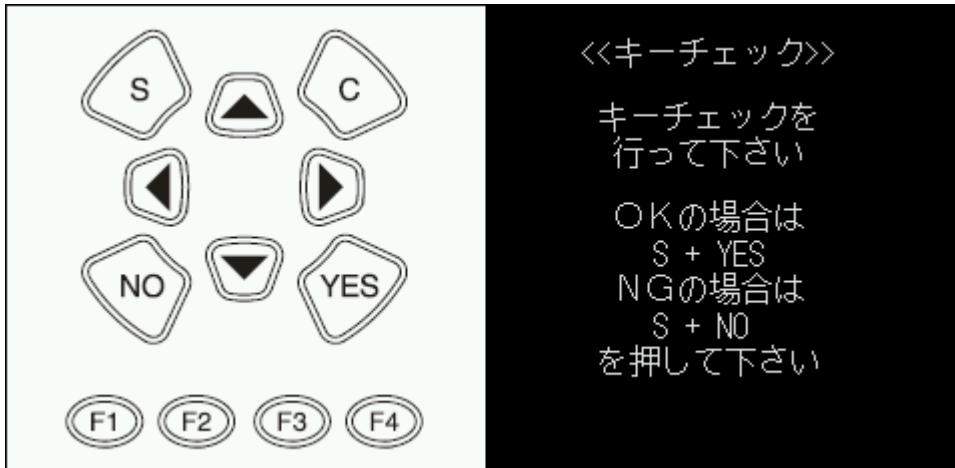 S
C
NO
YES
F1
F2
F3
F4
<<キーチェック>>
キーチェックを
行って下さい
ＯＫの場合は
S + YES
ＮＧの場合は
S + NO
を押して下さい